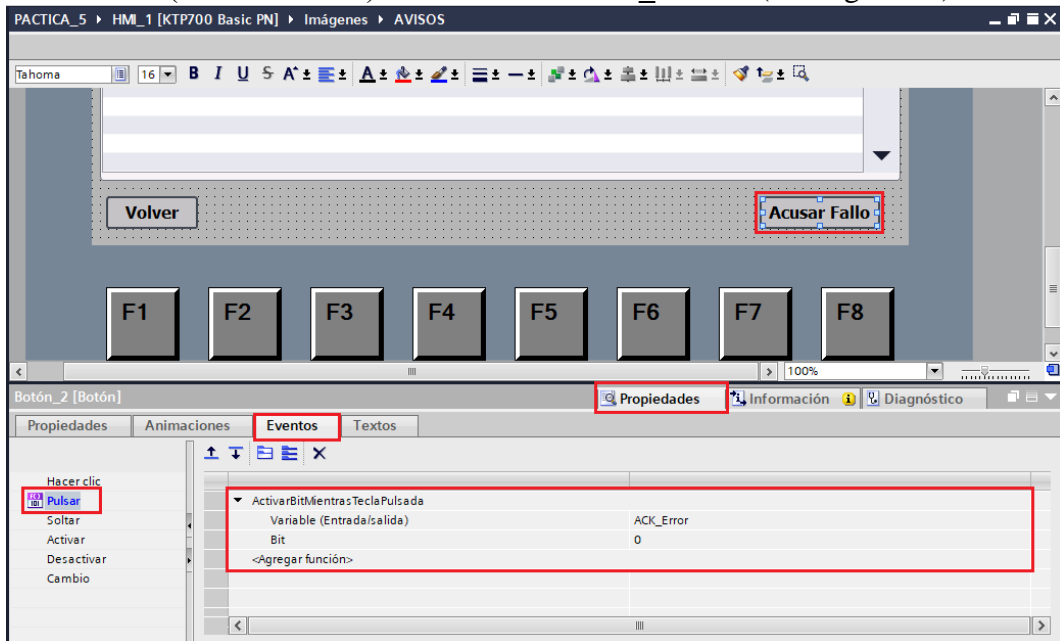 PACTICA_5 ▸ HMI_1 [KTP700 Basic PN] ▸ Imágenes ▸ AVISOS
Tahoma 16 B I U S A
Volver Acusar Fallo
F1 F2 F3 F4 F5 F6 F7 F8
100%
Botón_2 [Botón] Propiedades Información Diagnóstico
Propiedades Animaciones Eventos Textos
Hacer clic
Pulsar
Soltar
Activar
Desactivar
Cambio
ActivarBitMientrasTeclaPulsada
Variable (Entrada/salida) ACK_Error
Bit 0
<Agregar función>